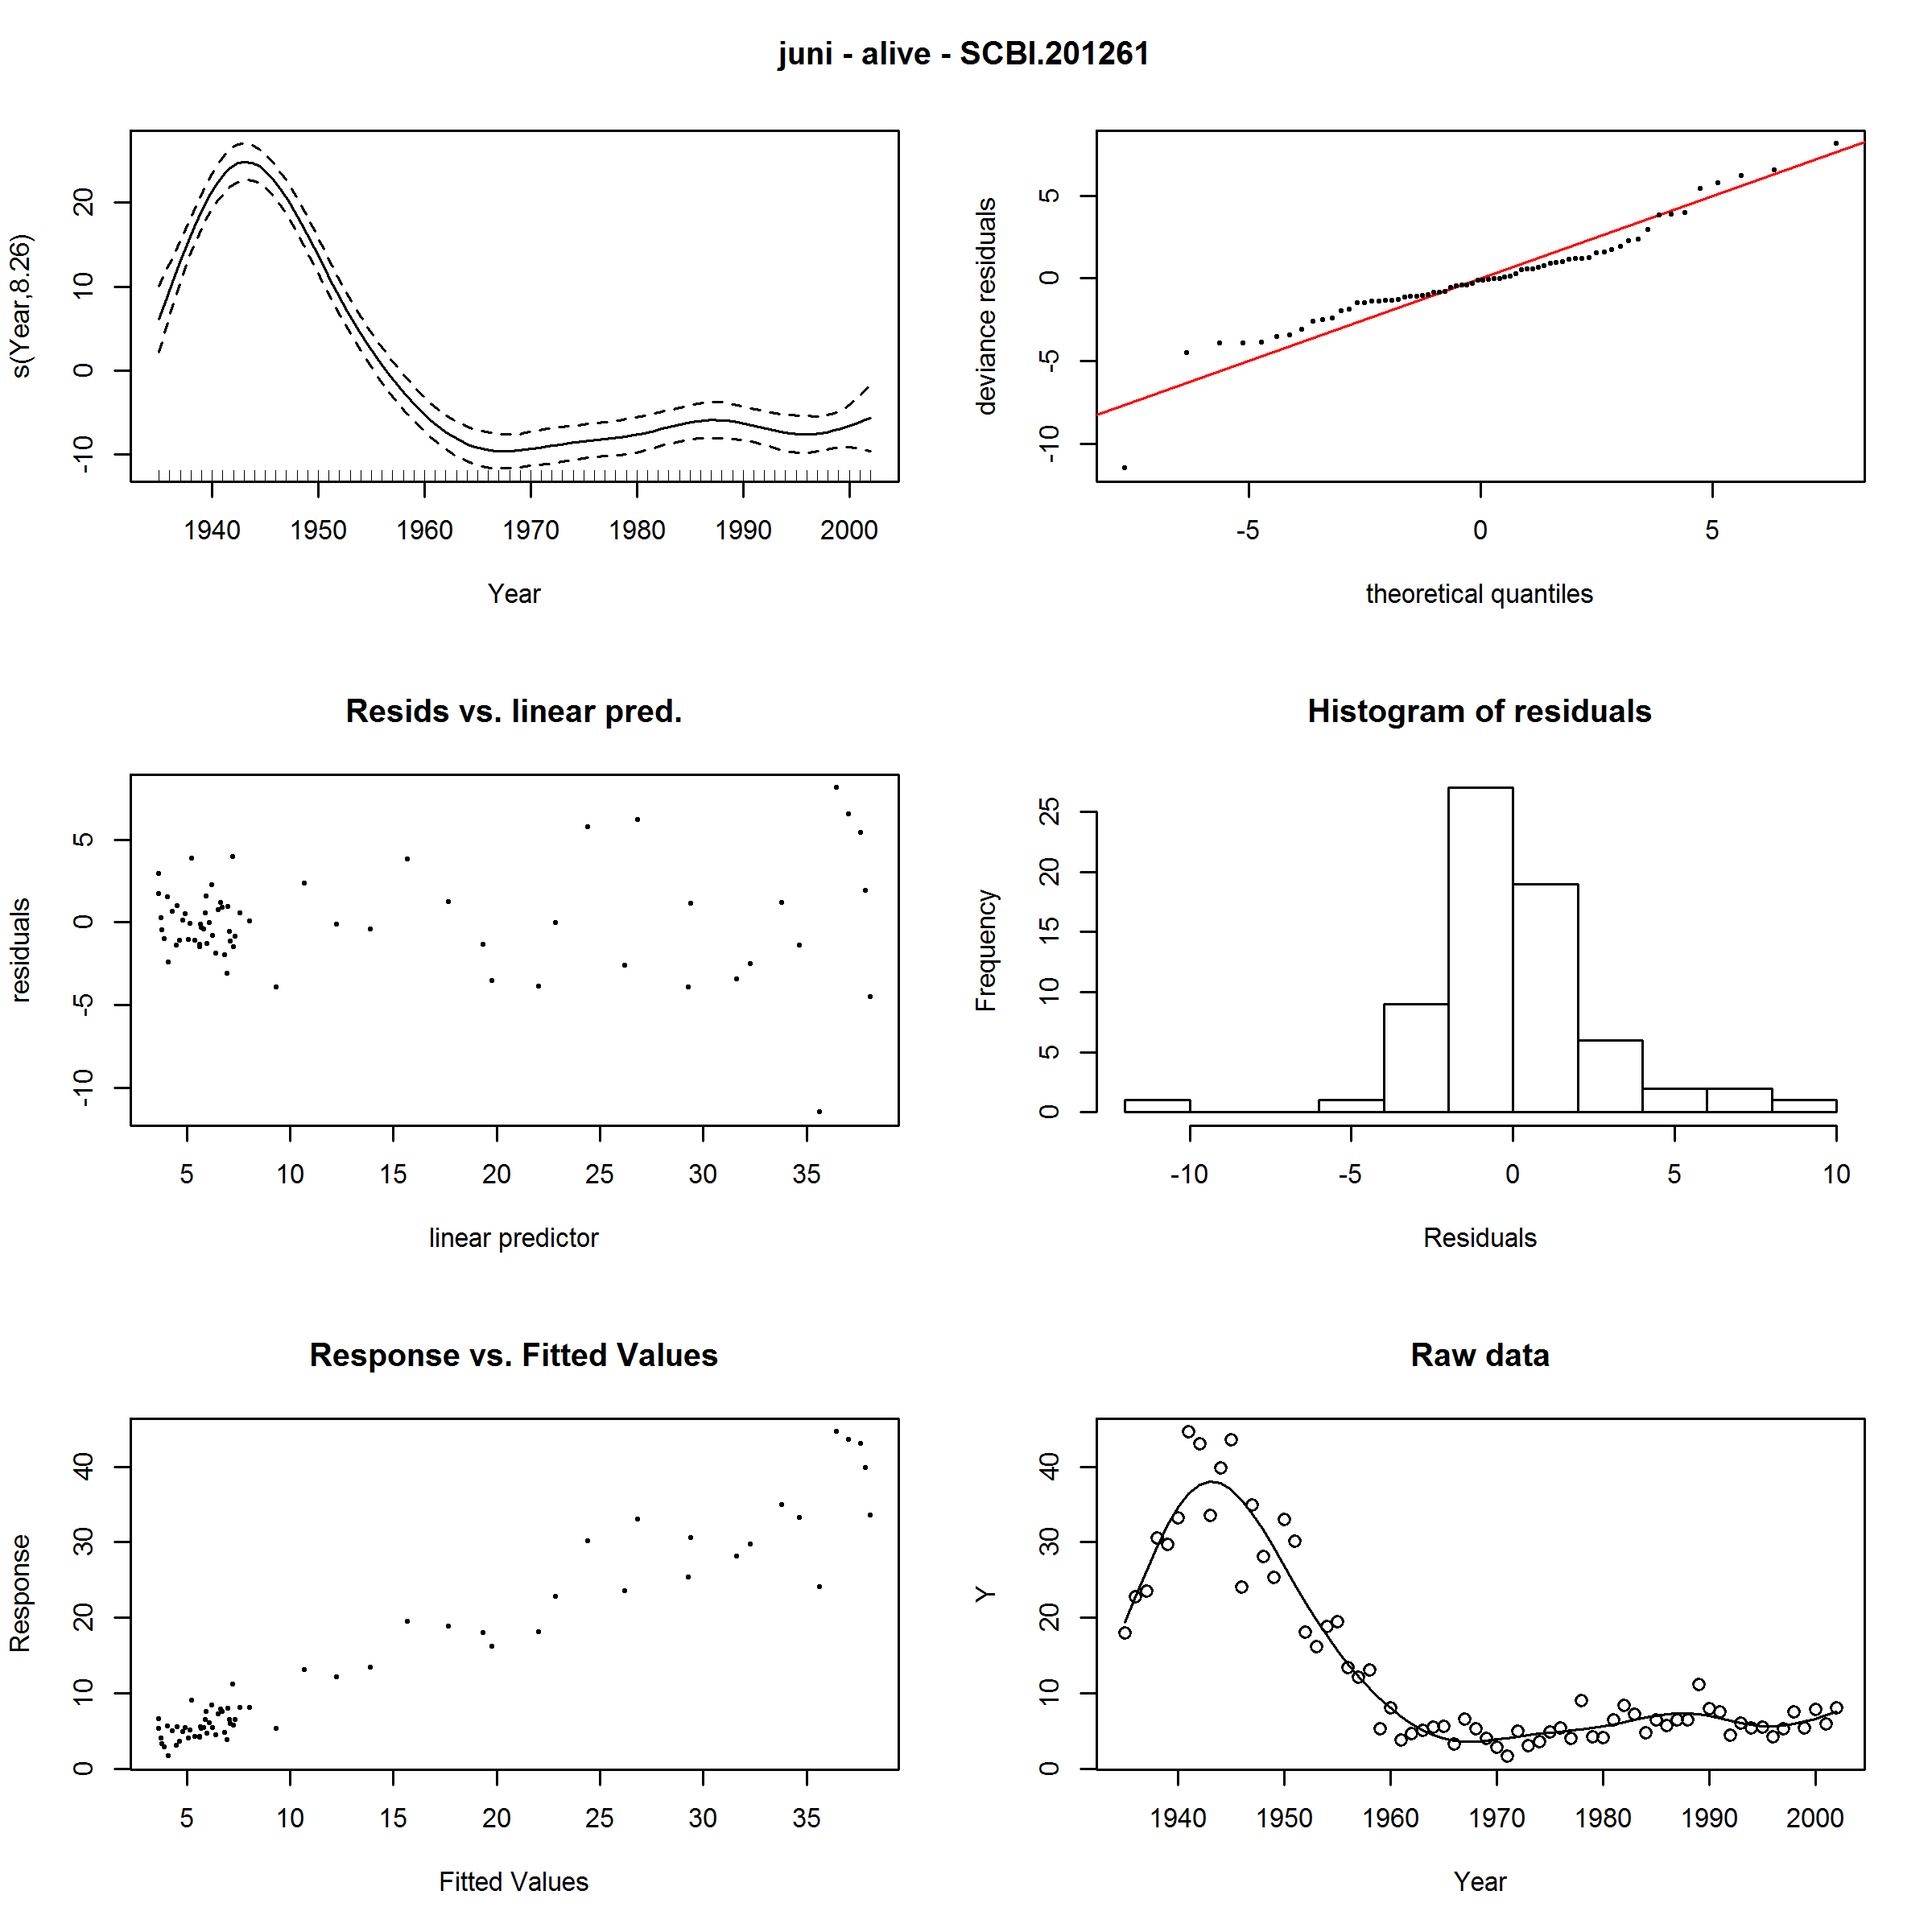 juni - alive - SCBI.201261
s(Year,8.26)
-10 0 10 20
1940 1950 1960 1970 1980 1990 2000
Year
deviance residuals
-10 -5 0 5
-5 0 5
theoretical quantiles
Resids vs. linear pred.
residuals
-10 -5 0 5
5 10 15 20 25 30 35
linear predictor
Histogram of residuals
Frequency
0 5 10 15 20 25
-10 -5 0 5 10
Residuals
Response vs. Fitted Values
Response
0 10 20 30 40
5 10 15 20 25 30 35
Fitted Values
Raw data
Y
0 10 20 30 40
1940 1950 1960 1970 1980 1990 2000
Year